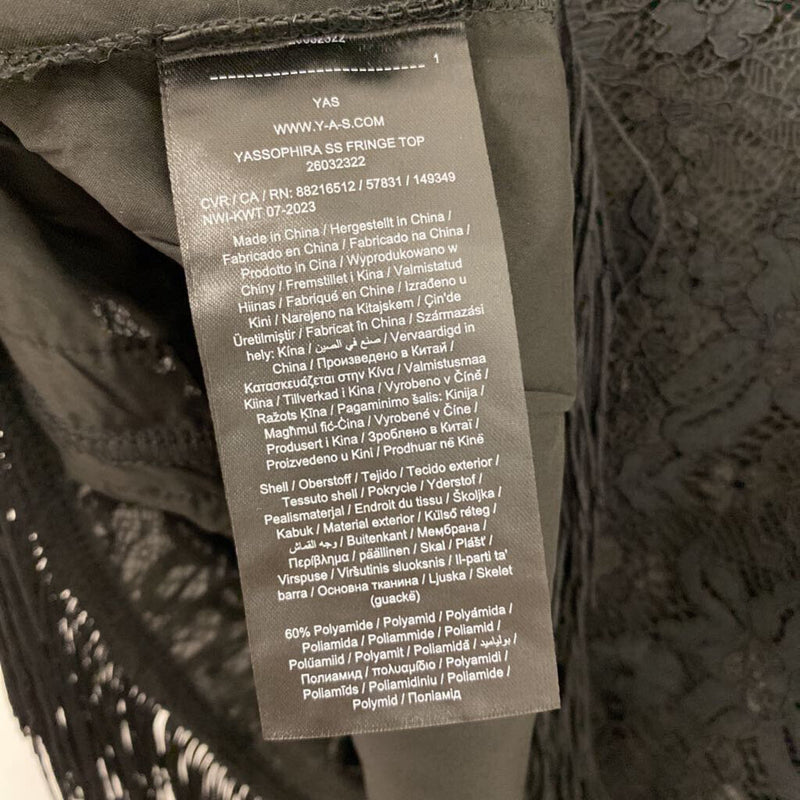 26032322
1
YAS
WWW.Y-A-S.COM
YASSOPHIRA SS FRINGE TOP
26032322
CVR / CA / RN: 88216512 / 57831 / 149349
NWI-KWT 07-2023
Made in China / Hergestellt in China /
Fabricado en China / Fabricado na China /
Prodotto in Cina / Wyprodukowano w
Chiny / Fremstillet i Kina / Valmistatud
Hiinas / Fabriqué en Chine / Izrađeno u
Kini / Narejeno na Kitajskem / Çin'de
Üretilmiştir / Fabricat în China / Származási
hely: Kína / صنع في الصين / Vervaardigd in
China / Произведено в Китай /
Κατασκευάζεται στην Κίνα / Valmistusmaa
Kiina / Tillverkad i Kina / Vyrobeno v Číně /
Ražots Ķīna / Pagaminimo šalis: Kinija /
Magħmul fiċ-Ċina / Vyrobené v Číne /
Produsert i Kina / Зроблено в Китаї /
Proizvedeno u Kini / Prodhuar në Kinë
Shell / Oberstoff / Tejido / Tecido exterior /
Tessuto shell / Pokrycie / Yderstof /
Pealismaterjal / Endroit du tissu / Školjka /
Kabuk / Material exterior / Külső réteg /
وجه القماش / Buitenkant / Мембрана /
Περίβλημα / päällinen / Skal / Plášť /
Virspuse / Viršutinis sluoksnis / Il-parti ta'
barra / Основна тканина / Ljuska / Skelet
(guackë)
60% Polyamide / Polyamid / Polyámida /
Poliamida / Poliammide / Poliamid /
Polüamiid / Polyamit / Poliamidă / بولياميد /
Полиамид / πολυαμίδιο / Polyamidi /
Poliamīds / Poliamidiniu / Poliamide /
Polymid / Поліамід